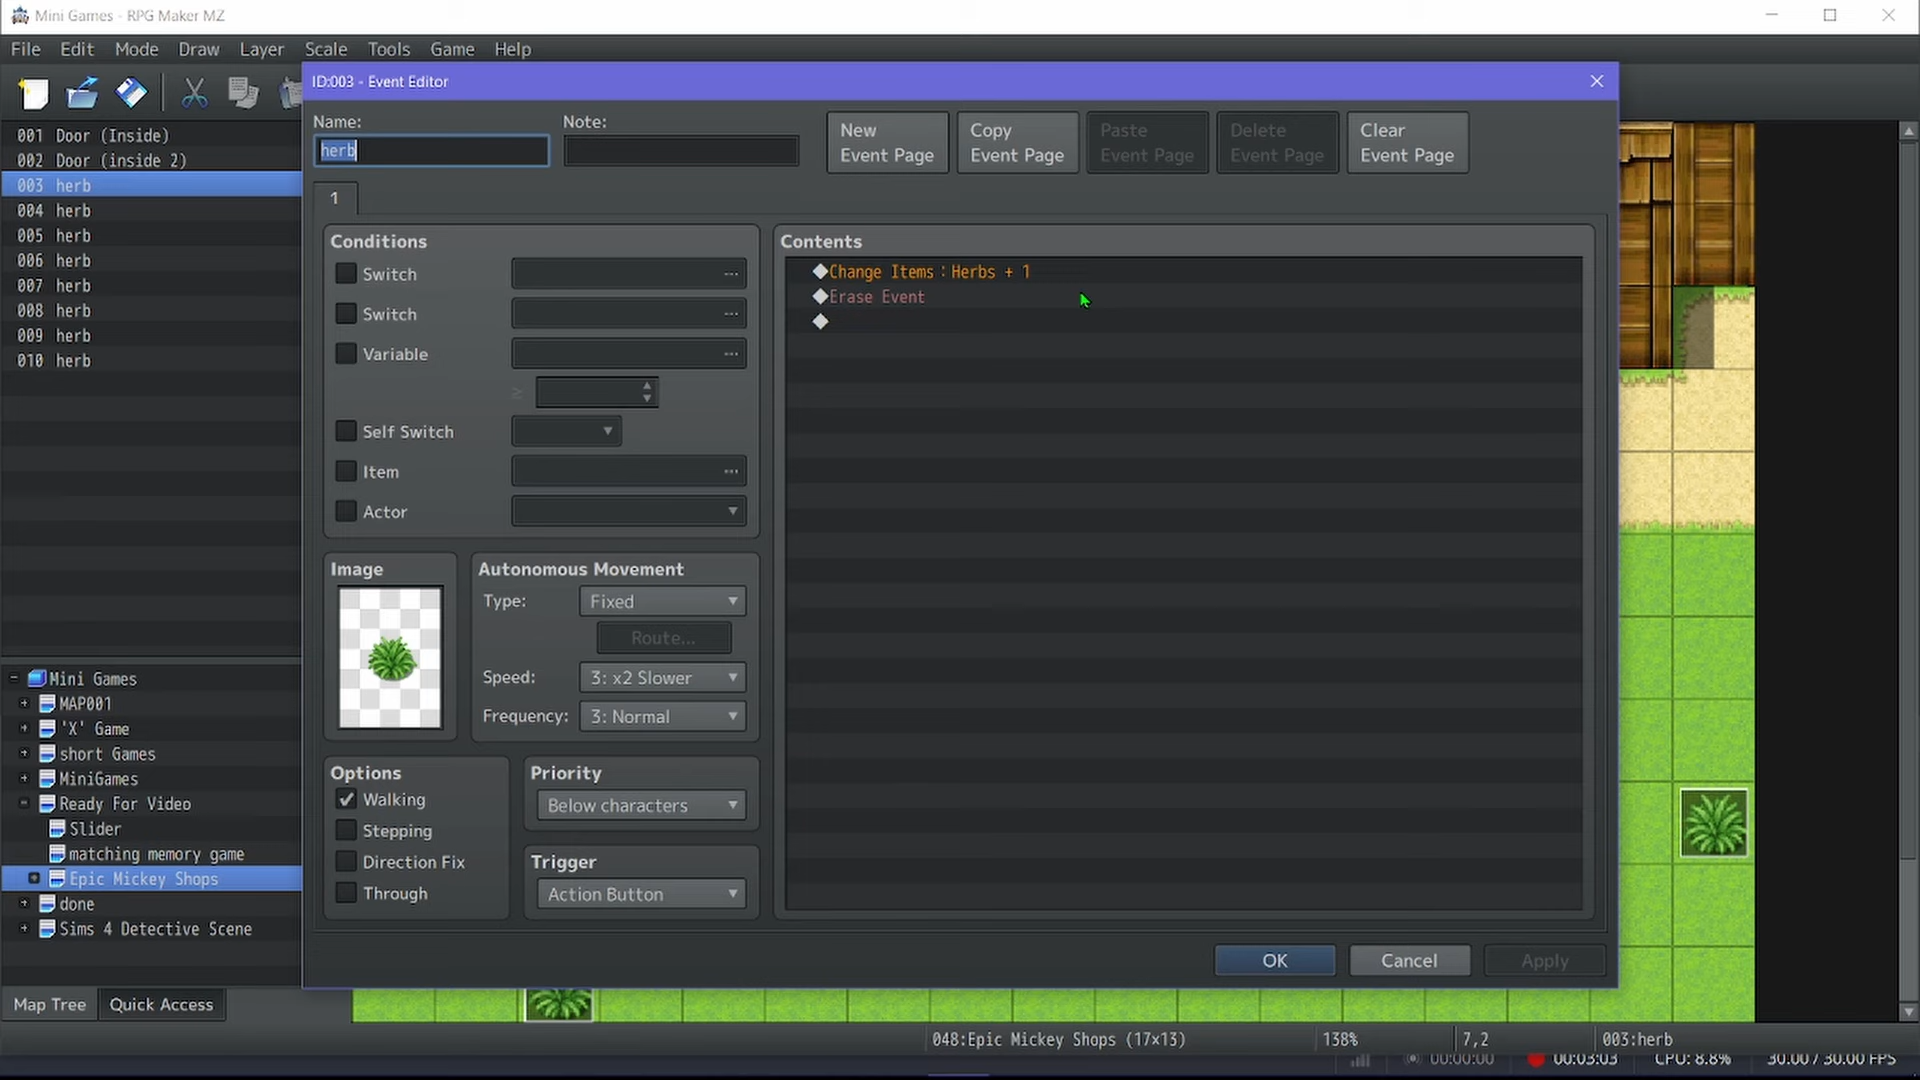 Mini Games - RPG Maker MZ
File Edit Mode Draw Layer Scale Tools Game Help
ID:003 - Event Editor
001 Door (Inside)
002 Door (inside 2)
003 herb
004 herb
005 herb
006 herb
007 herb
008 herb
009 herb
010 herb
Name:
herb
Note:
New
Event Page
Copy
Event Page
Paste
Event Page
Delete
Event Page
Clear
Event Page
1
Conditions
Switch ...
Switch ...
Variable ...
≥
Self Switch
Item ...
Actor
Image
Autonomous Movement
Type: Fixed
Route...
Speed: 3: x2 Slower
Frequency: 3: Normal
Options
Walking
Stepping
Direction Fix
Through
Priority
Below characters
Trigger
Action Button
Contents
◆Change Items：Herbs + 1
◆Erase Event
◆
OK Cancel Apply
Mini Games
MAP001
'X' Game
short Games
MiniGames
Ready For Video
Slider
matching memory game
Epic Mickey Shops
done
Sims 4 Detective Scene
Map Tree Quick Access
048:Epic Mickey Shops (17×13) 138% 7,2 003:herb
00:00:00 00:03:03 CPU: 8.8% 30.00 / 30.00 FPS